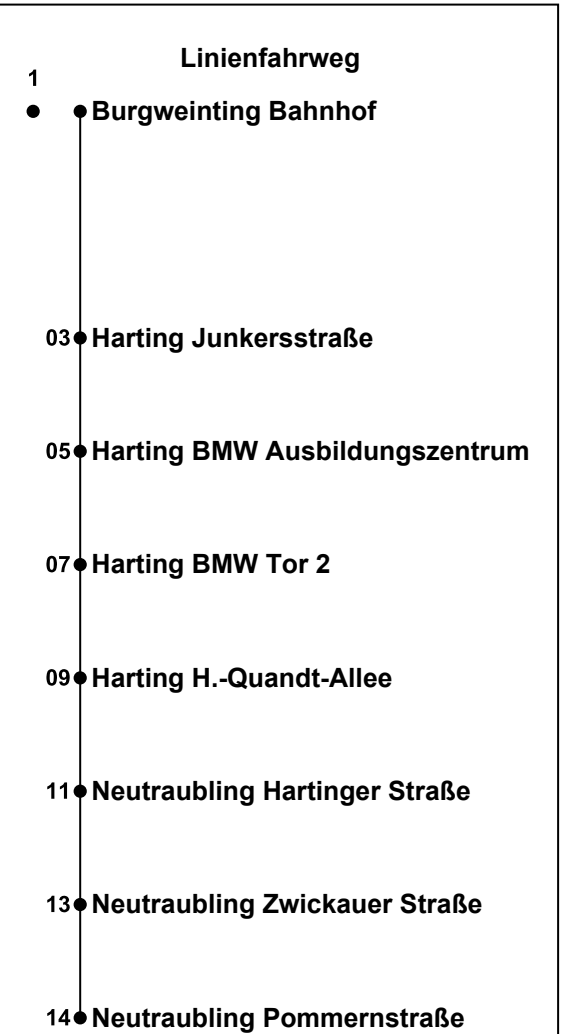 Linienfahrweg
1
Burgweinting Bahnhof
03 Harting Junkersstraße
05 Harting BMW Ausbildungszentrum
07 Harting BMW Tor 2
09 Harting H.-Quandt-Allee
11 Neutraubling Hartinger Straße
13 Neutraubling Zwickauer Straße
14 Neutraubling Pommernstraße